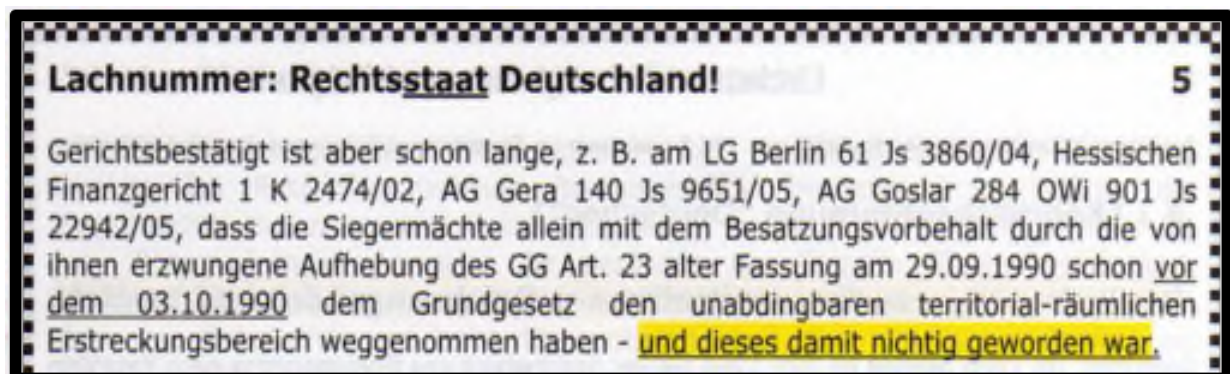 Lachnummer: Rechtsstaat Deutschland! 5
Gerichtsbestätigt ist aber schon lange, z. B. am LG Berlin 61 Js 3860/04, Hessischen
Finanzgericht 1 K 2474/02, AG Gera 140 Js 9651/05, AG Goslar 284 OWi 901 Js
22942/05, dass die Siegermächte allein mit dem Besatzungsvorbehalt durch die von
ihnen erzwungene Aufhebung des GG Art. 23 alter Fassung am 29.09.1990 schon vor
dem 03.10.1990 dem Grundgesetz den unabdingbaren territorial-räumlichen
Erstreckungsbereich weggenommen haben - und dieses damit nichtig geworden war.